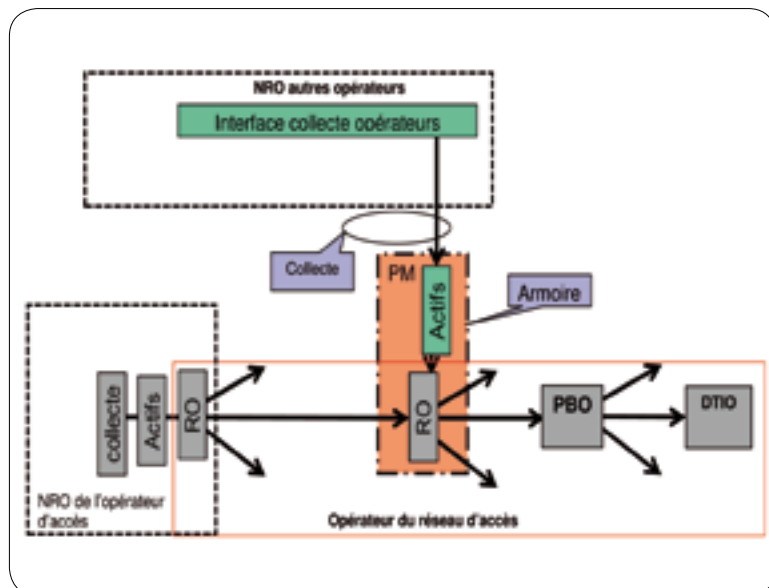 NRO autres opérateurs
Interface collecte opérateurs
Collecte
PM
Actifs
Armoire
collecte
Actifs
RO
RO
PBO
DTIO
NRO de l'opérateur
d'accès
Opérateur du réseau d'accès